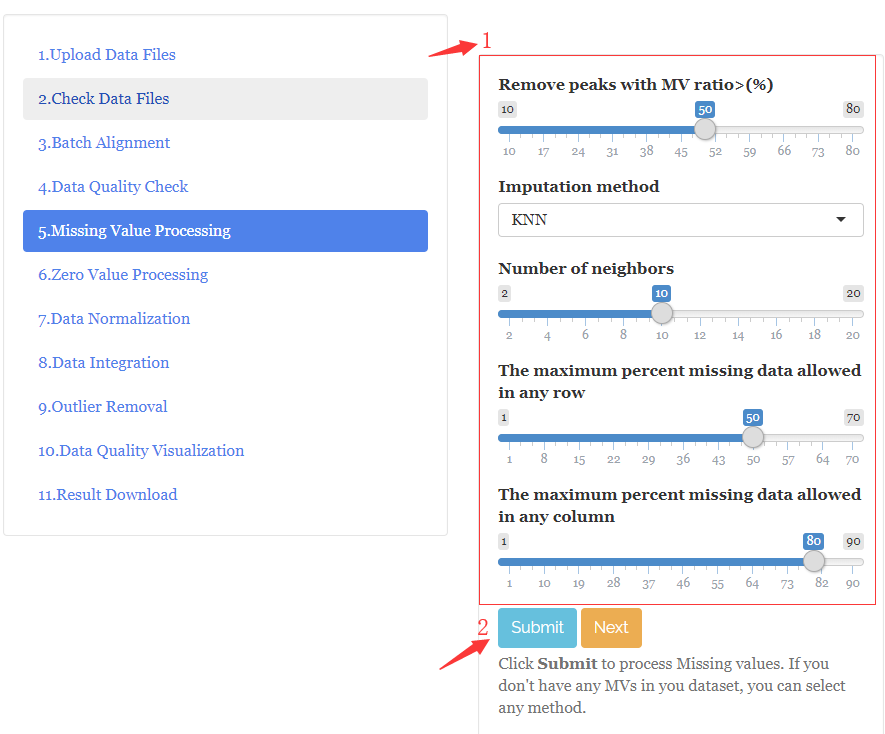 1.Upload Data Files
2.Check Data Files
3.Batch Alignment
4.Data Quality Check
5.Missing Value Processing
6.Zero Value Processing
7.Data Normalization
8.Data Integration
9.Outlier Removal
10.Data Quality Visualization
11.Result Download
1
Remove peaks with MV ratio>(%)
10 50 80
10 17 24 31 38 45 52 59 66 73 80
Imputation method
KNN
Number of neighbors
2 10 20
2 4 6 8 10 12 14 16 18 20
The maximum percent missing data allowed
in any row
1 50 70
1 8 15 22 29 36 43 50 57 64 70
The maximum percent missing data allowed
in any column
1 80 90
1 10 19 28 37 46 55 64 73 82 90
2
Submit Next
Click Submit to process Missing values. If you
don't have any MVs in you dataset, you can select
any method.